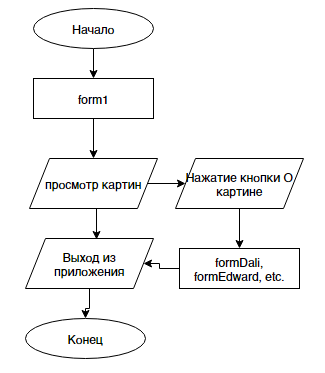 Начало
form1
просмотр картин
Нажатие кнопки О
картине
Выход из
приложения
formDali,
formEdward, etc.
Конец